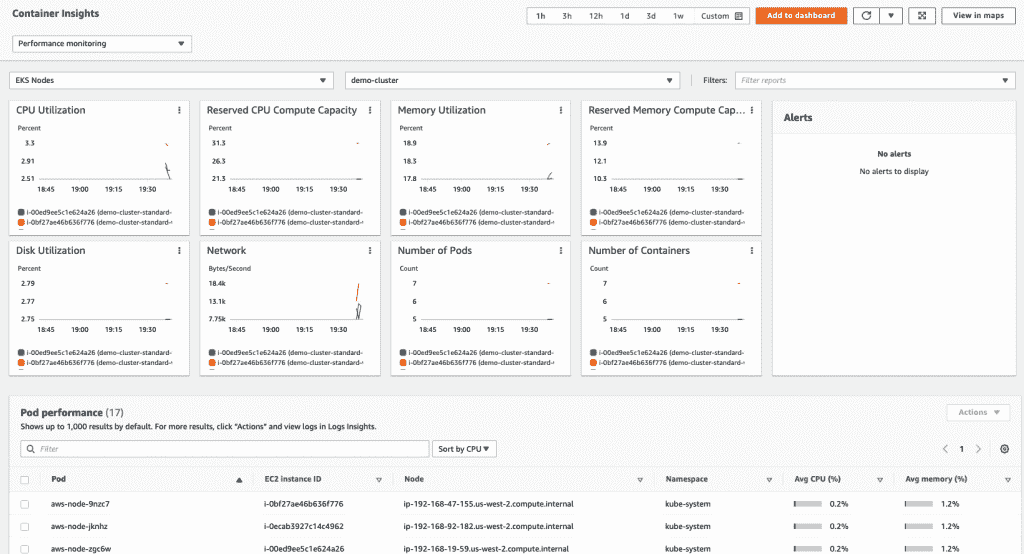 Container Insights
1h 3h 12h 1d 3d 1w Custom Add to dashboard View in maps
Performance monitoring
EKS Nodes demo-cluster Filters: Filter reports
CPU Utilization
Percent
3.3
2.91
2.51
18:45 19:00 19:15 19:30
i-00ed9ee5c1e624a26 (demo-cluster-standard-
i-0bf27ae46b636f776 (demo-cluster-standard-
Reserved CPU Compute Capacity
Percent
31.3
26.3
21.3
18:45 19:00 19:15 19:30
i-00ed9ee5c1e624a26 (demo-cluster-standard-
i-0bf27ae46b636f776 (demo-cluster-standard-
Memory Utilization
Percent
18.9
18.3
17.8
18:45 19:00 19:15 19:30
i-00ed9ee5c1e624a26 (demo-cluster-standard-
i-0bf27ae46b636f776 (demo-cluster-standard-
Reserved Memory Compute Cap...
Percent
13.9
12.1
10.3
18:45 19:00 19:15 19:30
i-00ed9ee5c1e624a26 (demo-cluster-standard-
i-0bf27ae46b636f776 (demo-cluster-standard-
Alerts
No alerts
No alerts to display
Disk Utilization
Percent
2.79
2.77
2.75
18:45 19:00 19:15 19:30
i-00ed9ee5c1e624a26 (demo-cluster-standard-
i-0bf27ae46b636f776 (demo-cluster-standard-
Network
Bytes/Second
18.4k
13.1k
7.75k
18:45 19:00 19:15 19:30
i-00ed9ee5c1e624a26 (demo-cluster-standard-
i-0bf27ae46b636f776 (demo-cluster-standard-
Number of Pods
Count
7
6
5
18:45 19:00 19:15 19:30
i-00ed9ee5c1e624a26 (demo-cluster-standard-
i-0bf27ae46b636f776 (demo-cluster-standard-
Number of Containers
Count
7
6
5
18:45 19:00 19:15 19:30
i-00ed9ee5c1e624a26 (demo-cluster-standard-
i-0bf27ae46b636f776 (demo-cluster-standard-
Pod performance (17) Actions
Shows up to 1,000 results by default. For more results, click "Actions" and view logs in Logs Insights.
Filter Sort by CPU 1
Pod EC2 instance ID Node Namespace Avg CPU (%) Avg memory (%)
aws-node-9nzc7 i-0bf27ae46b636f776 ip-192-168-47-155.us-west-2.compute.internal kube-system 0.2% 1.2%
aws-node-jknhz i-0ecab3927c14c4962 ip-192-168-92-182.us-west-2.compute.internal kube-system 0.2% 1.2%
aws-node-zgc6w i-00ed9ee5c1e624a26 ip-192-168-19-59.us-west-2.compute.internal kube-system 0.2% 1.2%